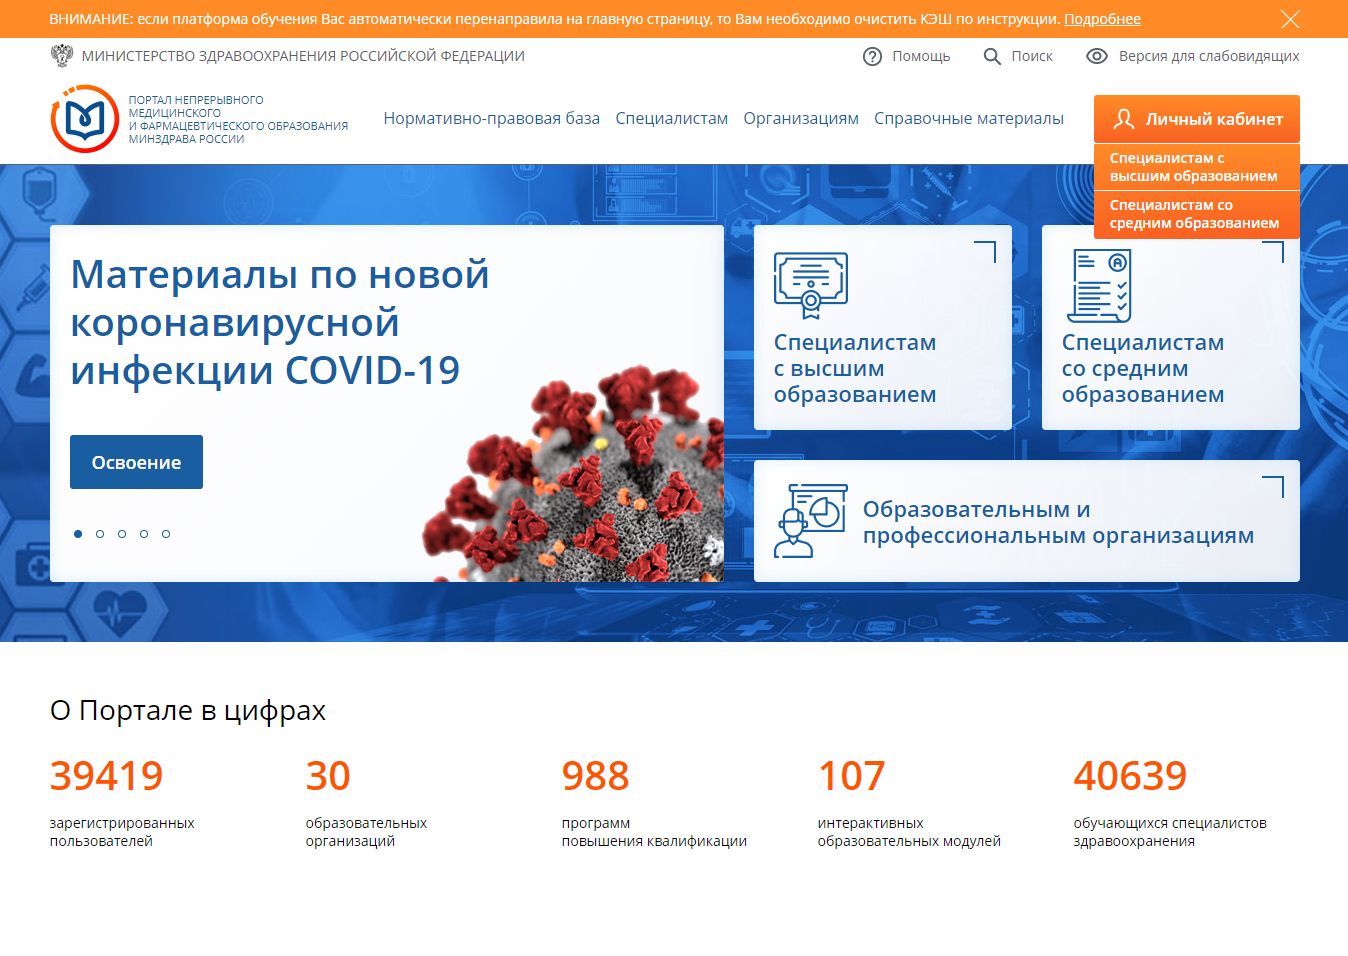 ВНИМАНИЕ: если платформа обучения Вас автоматически перенаправила на главную страницу, то Вам необходимо очистить КЭШ по инструкции. Подробнее
МИНИСТЕРСТВО ЗДРАВООХРАНЕНИЯ РОССИЙСКОЙ ФЕДЕРАЦИИ
Помощь
Поиск
Версия для слабовидящих
ПОРТАЛ НЕПРЕРЫВНОГО
МЕДИЦИНСКОГО
И ФАРМАЦЕВТИЧЕСКОГО ОБРАЗОВАНИЯ
МИНЗДРАВА РОССИИ
Нормативно-правовая база
Специалистам
Организациям
Справочные материалы
Личный кабинет
Специалистам с
высшим образованием
Специалистам со
средним образованием
Материалы по новой
коронавирусной
инфекции COVID-19
Освоение
Специалистам
с высшим
образованием
Специалистам
со средним
образованием
Образовательным и
профессиональным организациям
О Портале в цифрах
39419
зарегистрированных
пользователей
30
образовательных
организаций
988
программ
повышения квалификации
107
интерактивных
образовательных модулей
40639
обучающихся специалистов
здравоохранения